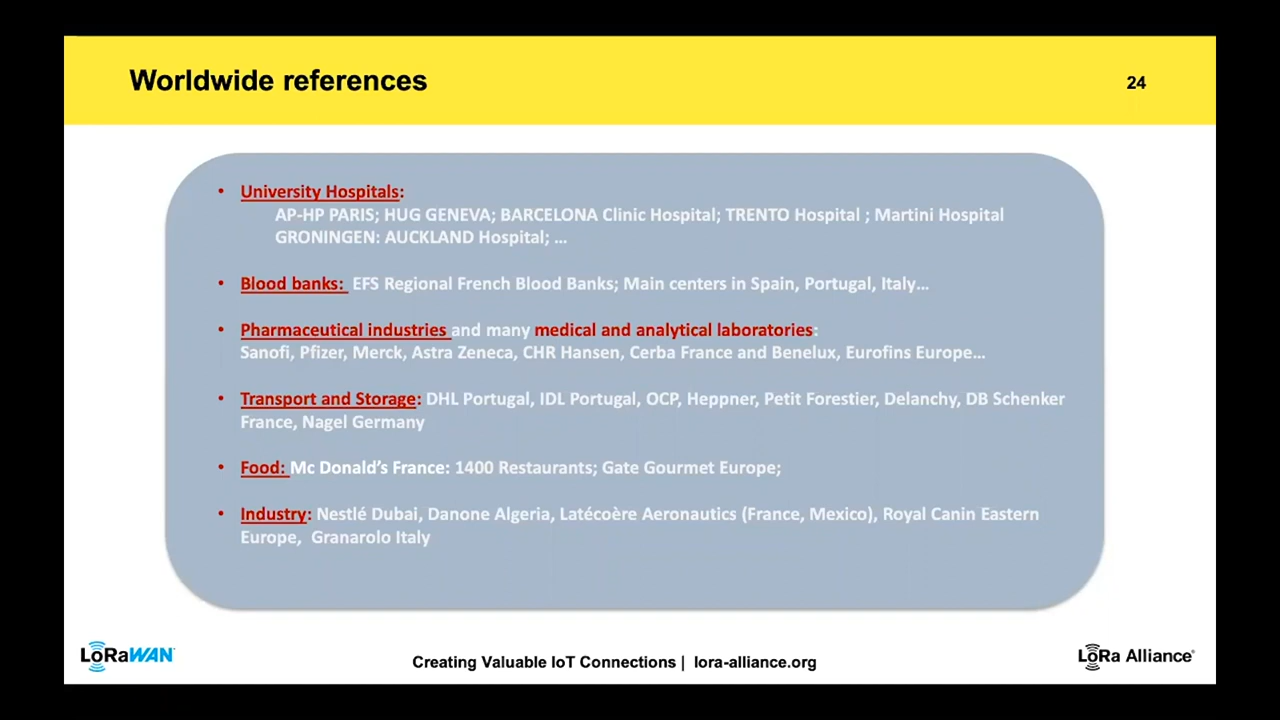 Worldwide references
24
• University Hospitals:
AP-HP PARIS; HUG GENEVA; BARCELONA Clinic Hospital; TRENTO Hospital ; Martini Hospital
GRONINGEN: AUCKLAND Hospital; …
• Blood banks: EFS Regional French Blood Banks; Main centers in Spain, Portugal, Italy…
• Pharmaceutical industries and many medical and analytical laboratories:
Sanofi, Pfizer, Merck, Astra Zeneca, CHR Hansen, Cerba France and Benelux, Eurofins Europe…
• Transport and Storage: DHL Portugal, IDL Portugal, OCP, Heppner, Petit Forestier, Delanchy, DB Schenker
France, Nagel Germany
• Food: Mc Donald’s France: 1400 Restaurants; Gate Gourmet Europe;
• Industry: Nestlé Dubai, Danone Algeria, Latécoère Aeronautics (France, Mexico), Royal Canin Eastern
Europe, Granarolo Italy
LoRaWAN
Creating Valuable IoT Connections | lora-alliance.org
LoRa Alliance®